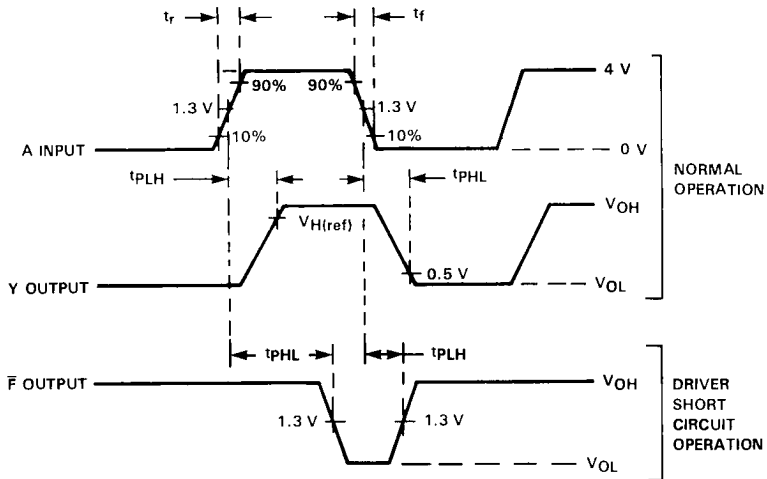 tr
tf
4 V
90%
90%
1.3 V
1.3 V
10%
10%
A INPUT
0 V
tPLH
tPHL
NORMAL
OPERATION
VH(ref)
VOH
0.5 V
Y OUTPUT
VOL
tPHL
tPLH
F̅ OUTPUT
VOH
1.3 V
1.3 V
DRIVER
SHORT
CIRCUIT
OPERATION
VOL